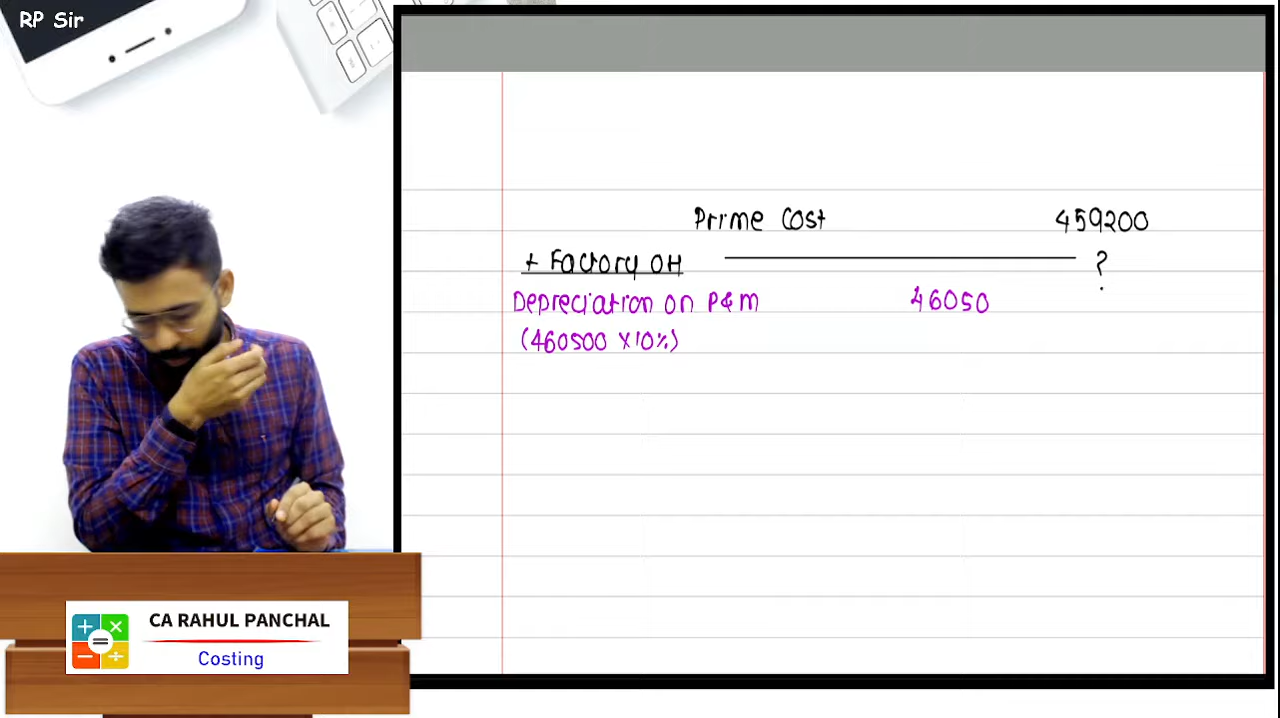 RP Sir
Prime Cost 459200
+ Factory OH ?
Depreciation on P&M 46050
(460500 x10%)
CA RAHUL PANCHAL
Costing